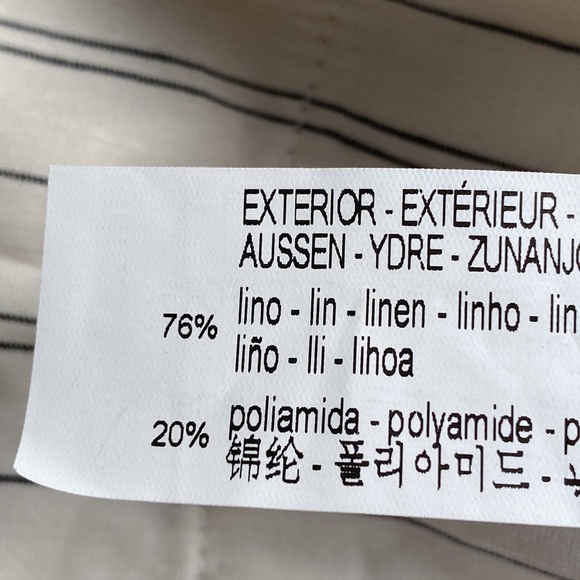 EXTERIOR - EXTÉRIEUR -
AUSSEN - YDRE -
76% lino - lin - linen - linho -
liño - lli - lihoa
20% poliamida - polyamide -
锦纶 - 폴리아미드 -